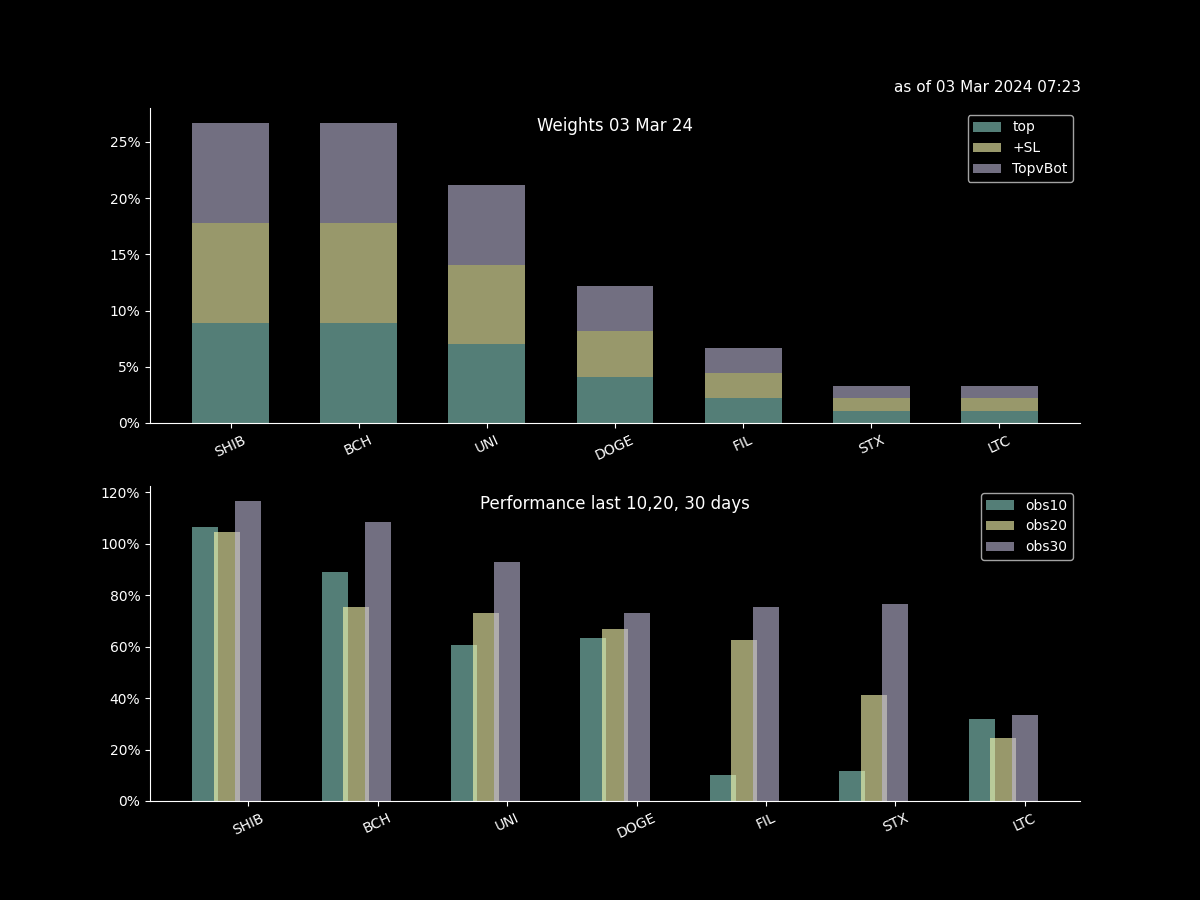 as of 03 Mar 2024 07:23
Weights 03 Mar 24
top
+SL
TopvBot
25%
20%
15%
10%
5%
0%
SHIB BCH UNI DOGE FIL STX LTC
Performance last 10,20, 30 days
obs10
obs20
obs30
120%
100%
80%
60%
40%
20%
0%
SHIB BCH UNI DOGE FIL STX LTC